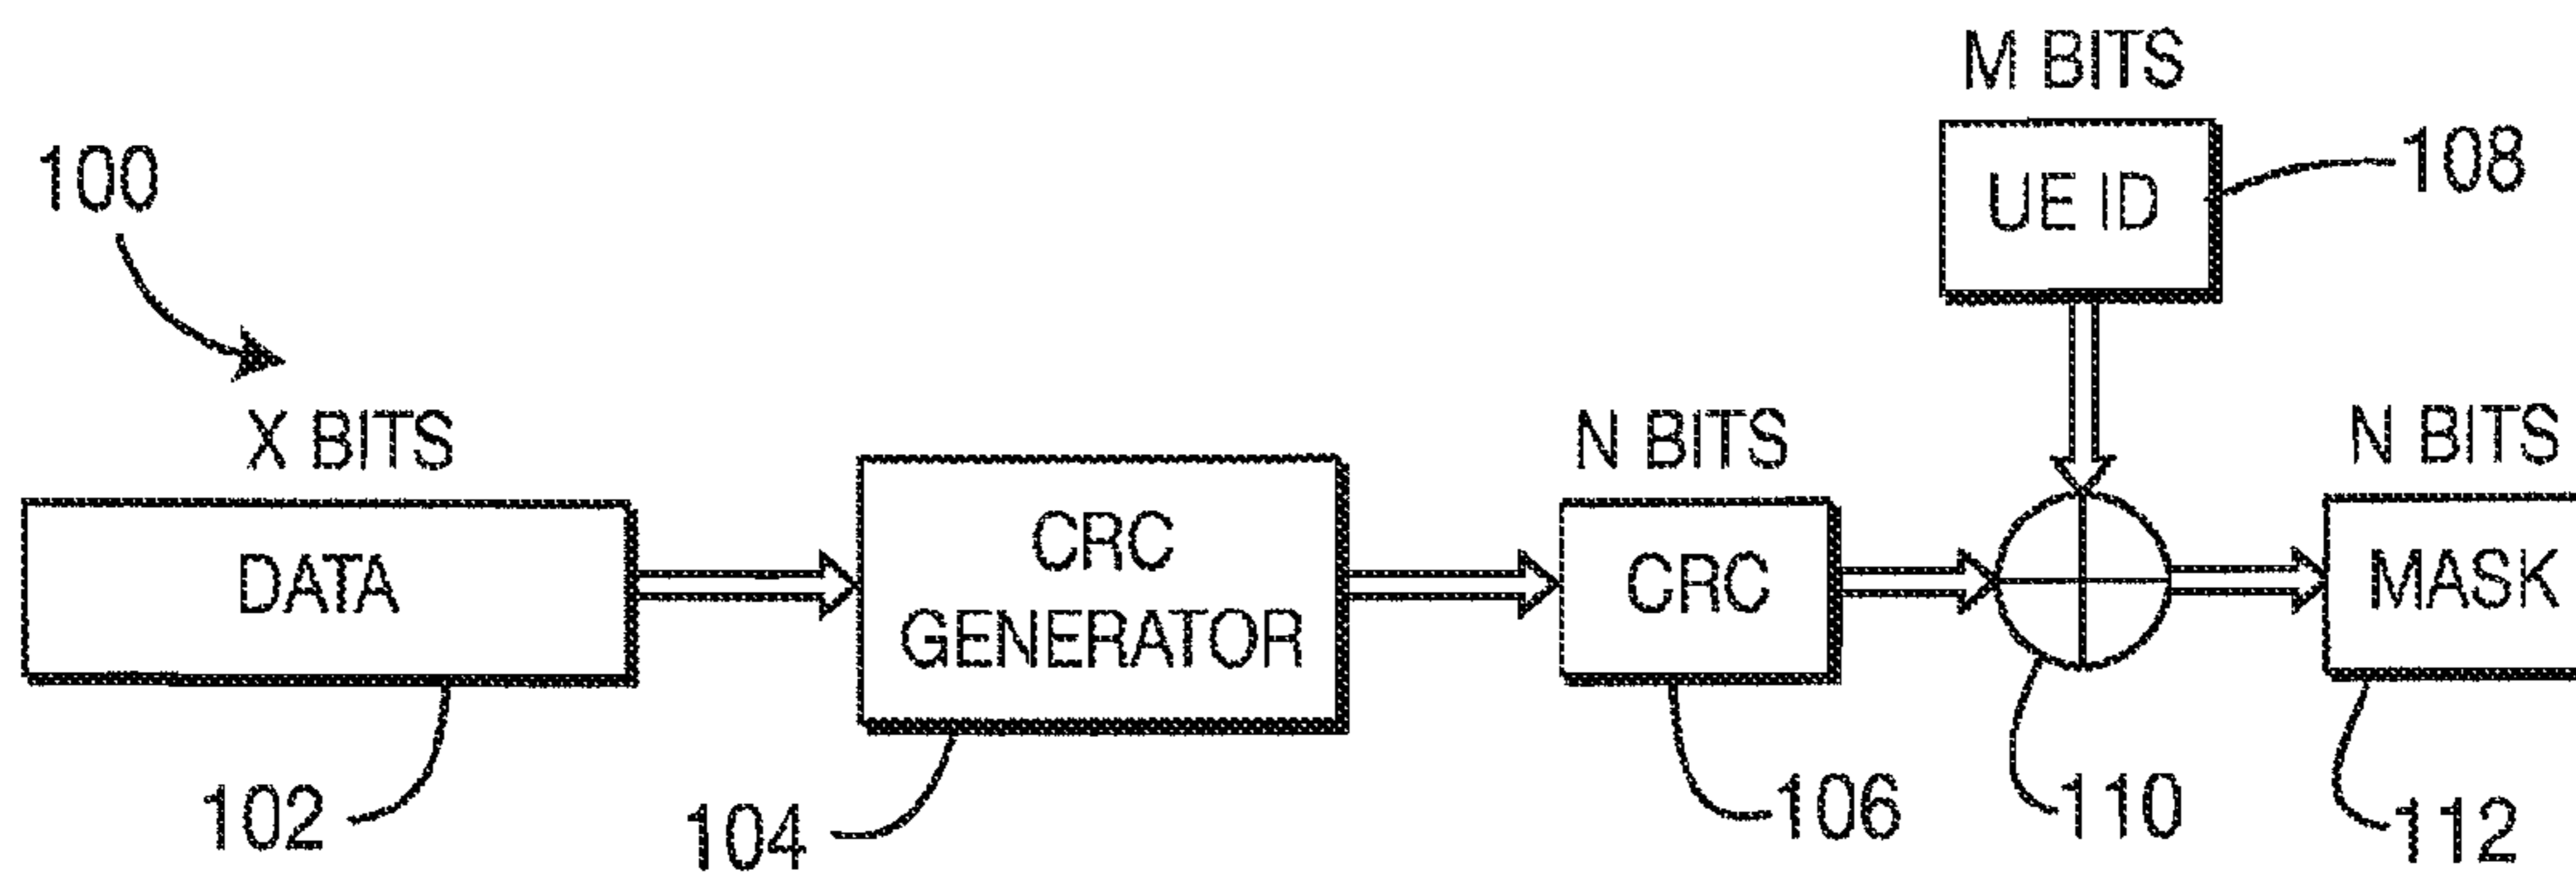 M BITS
100
UE ID
108
X BITS
N BITS
N BITS
DATA
CRC
GENERATOR
CRC
MASK
102
104
106
110
112